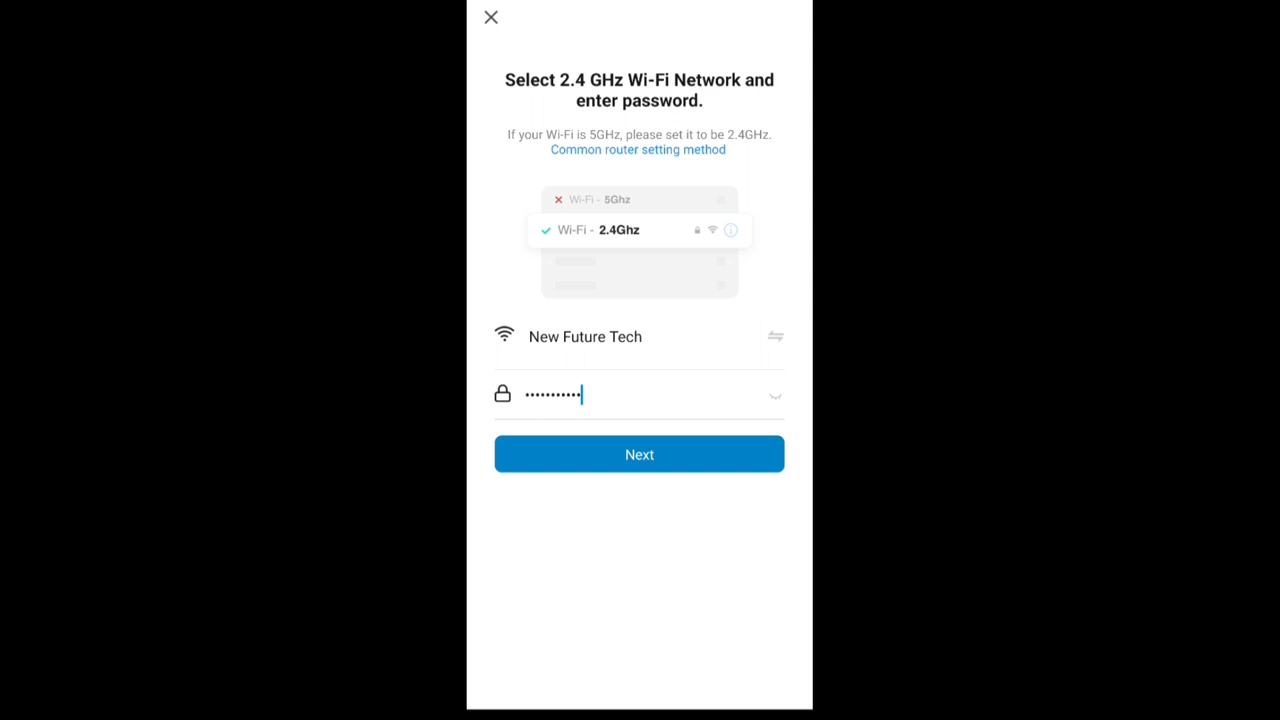 Select 2.4 GHz Wi-Fi Network and
enter password.
If your Wi-Fi is 5GHz, please set it to be 2.4GHz.
Common router setting method
Wi-Fi - 5Ghz
Wi-Fi - 2.4Ghz
New Future Tech
•••••••••••
Next